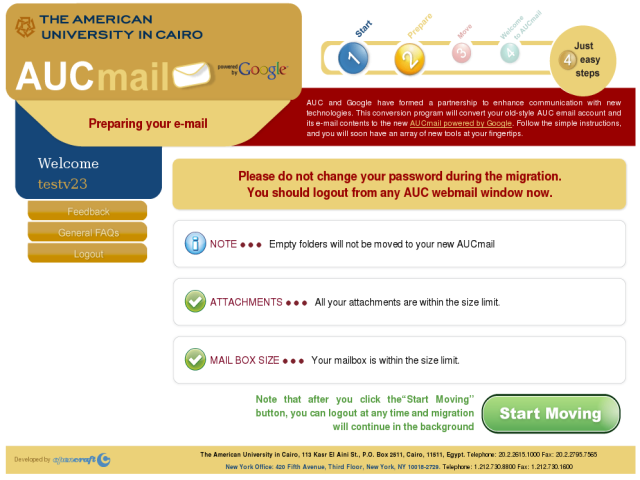 THE AMERICAN
UNIVERSITY IN CAIRO
AUCmail
powered by Google
1 Start
2 Prepare
3 Move
4 Welcome to AUCmail
Just
4 easy
steps
Preparing your e-mail
AUC and Google have formed a partnership to enhance communication with new
technologies. This conversion program will convert your old-style AUC email account and
its e-mail contents to the new AUCmail powered by Google. Follow the simple instructions,
and you will soon have an array of new tools at your fingertips.
Welcome
testv23
Feedback
General FAQs
Logout
Please do not change your password during the migration.
You should logout from any AUC webmail window now.
NOTE ●●● Empty folders will not be moved to your new AUCmail
ATTACHMENTS ●●● All your attachments are within the size limit.
MAIL BOX SIZE ●●● Your mailbox is within the size limit.
Note that after you click the“Start Moving”
button, you can logout at any time and migration
will continue in the background
Start Moving
Developed by
The American University in Cairo, 113 Kasr El Aini St., P.O. Box 2511, Cairo, 11511, Egypt. Telephone: 20.2.2615.1000 Fax: 20.2.2795.7565
New York Office: 420 Fifth Avenue, Third Floor, New York, NY 10018-2729. Telephone: 1.212.730.8800 Fax: 1.212.730.1600